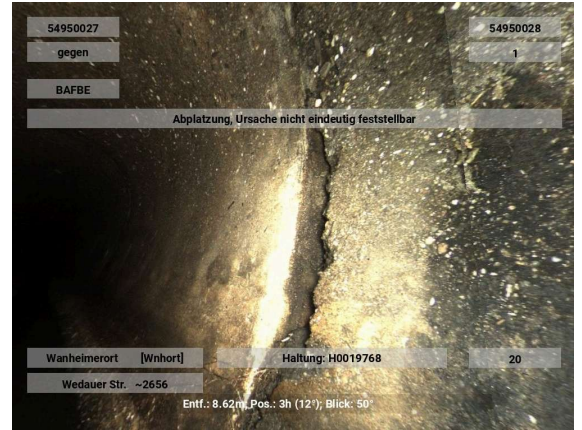 54950027
54950028
gegen
1
BAFBE
Abplatzung, Ursache nicht eindeutig feststellbar
Wanheimerort [Wnhort]
Haltung: H0019768
20
Wedauer Str. ~2656
Entf.: 8.62m; Pos.: 3h (12°); Blick: 50°